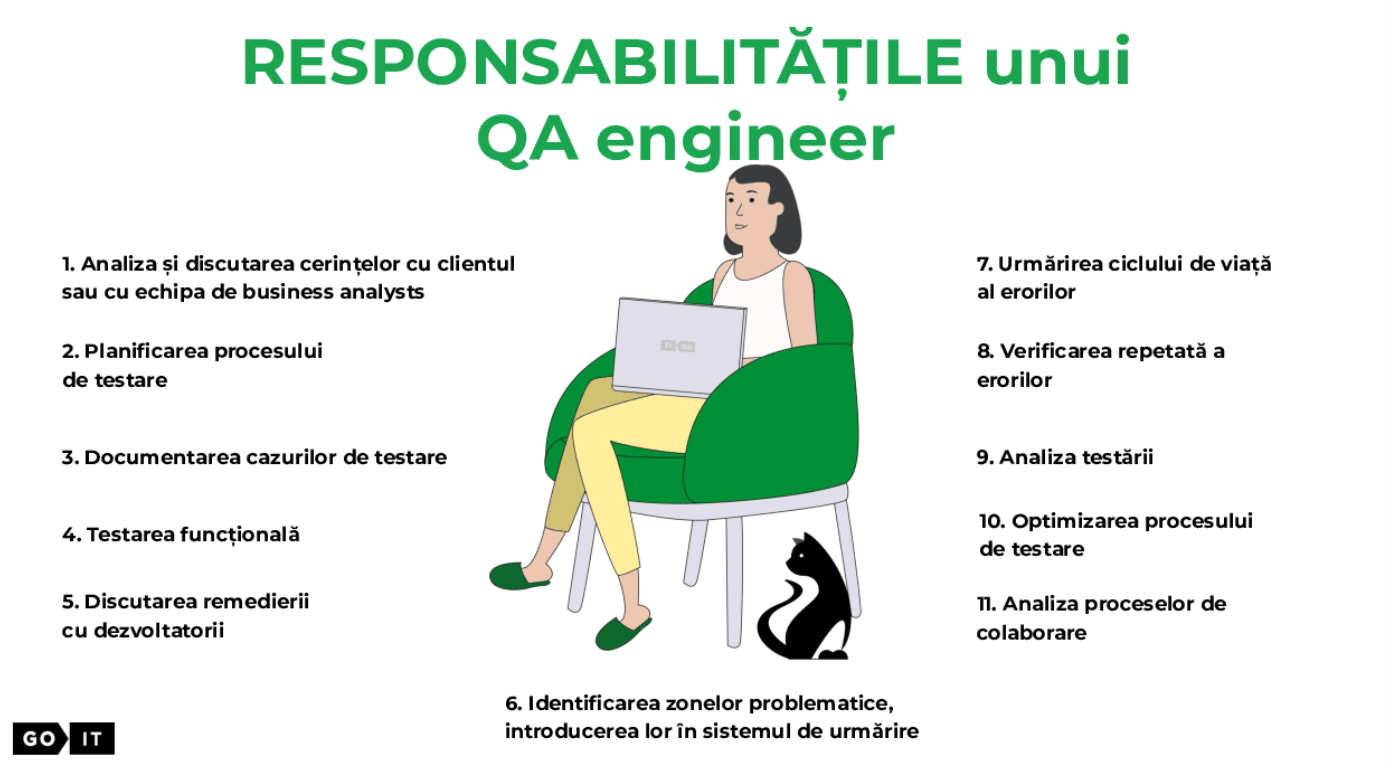 RESPONSABILITĂȚILE unui
QA engineer
1. Analiza și discutarea cerințelor cu clientul
sau cu echipa de business analysts
2. Planificarea procesului
de testare
3. Documentarea cazurilor de testare
4. Testarea funcțională
5. Discutarea remedierii
cu dezvoltatorii
6. Identificarea zonelor problematice,
introducerea lor în sistemul de urmărire
7. Urmărirea ciclului de viață
al erorilor
8. Verificarea repetată a
erorilor
9. Analiza testării
10. Optimizarea procesului
de testare
11. Analiza proceselor de
colaborare
GO IT